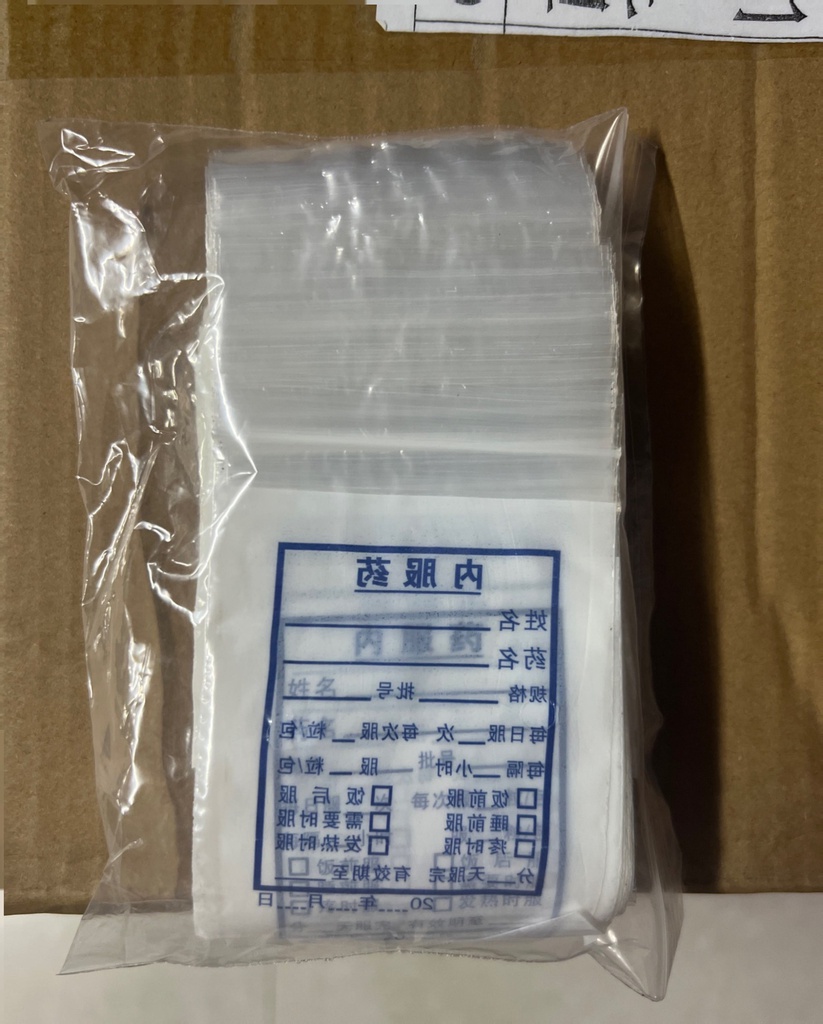 内服药
姓名
药名
规格 批号
每日服 次 每次服 粒/包
每隔 小时 服 粒/包
□饭前服 □饭后服
□睡前服 □需要时服
□疼时服 □发热时服
分 天服完 有效期至
20 年 月 日